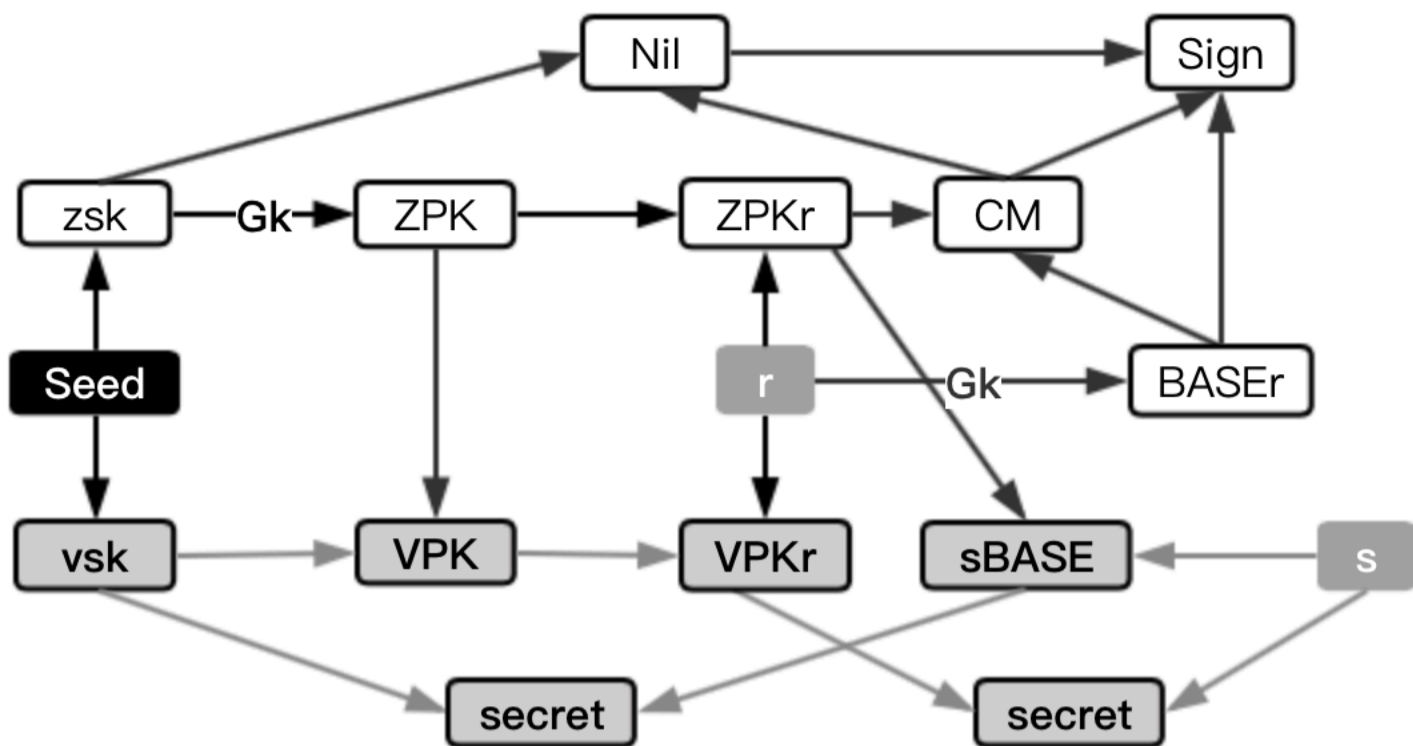 Nil
Sign
zsk
Gk
ZPK
ZPKr
CM
Seed
r
Gk
BASEr
vsk
VPK
VPKr
sBASE
s
secret
secret